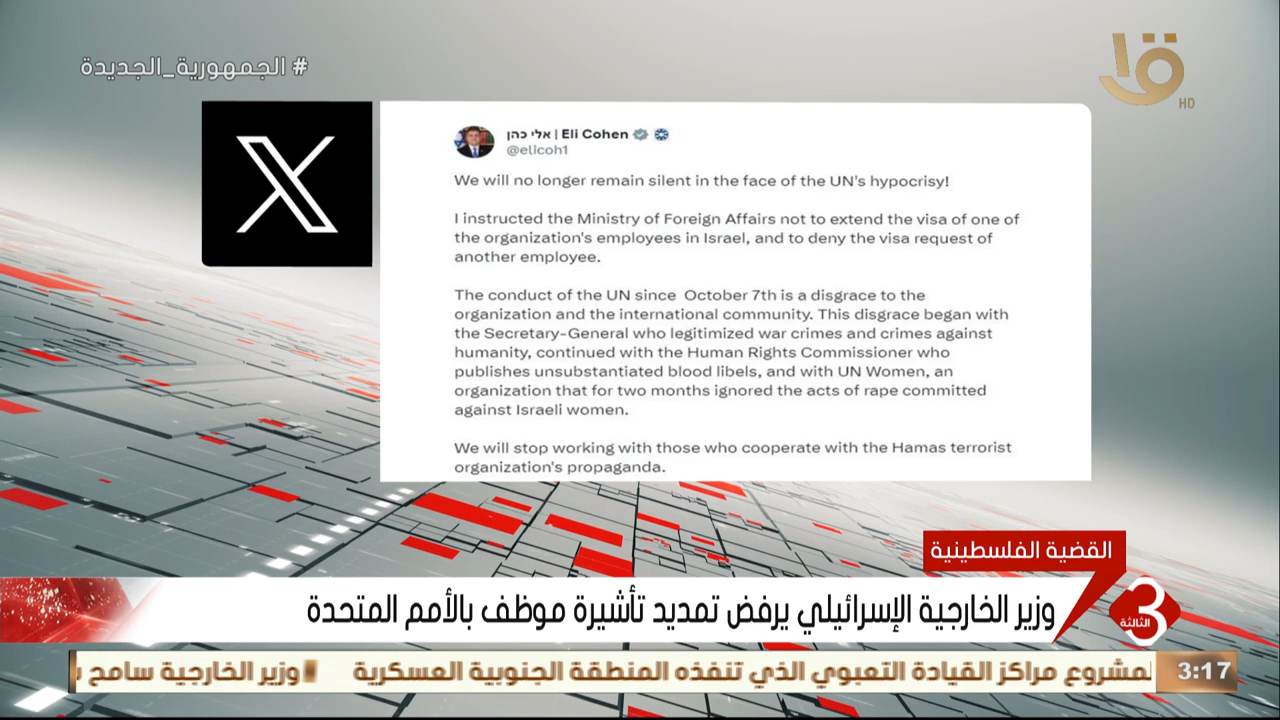 #الجمهورية_الجديدة
HD
אלי כהן | Eli Cohen
@elicoh1
We will no longer remain silent in the face of the UN's hypocrisy!
I instructed the Ministry of Foreign Affairs not to extend the visa of one of
the organization's employees in Israel, and to deny the visa request of
another employee.
The conduct of the UN since October 7th is a disgrace to the
organization and the international community. This disgrace began with
the Secretary-General who legitimized war crimes and crimes against
humanity, continued with the Human Rights Commissioner who
publishes unsubstantiated blood libels, and with UN Women, an
organization that for two months ignored the acts of rape committed
against Israeli women.
We will stop working with those who cooperate with the Hamas terrorist
organization's propaganda.
القضية الفلسطينية
وزير الخارجية الإسرائيلي يرفض تمديد تأشيرة موظف بالأمم المتحدة
3
الثالثة
لمشروع مراكز القيادة التعبوي الذي تنفذه المنطقة الجنوبية العسكرية وزير الخارجية سامح
3:17